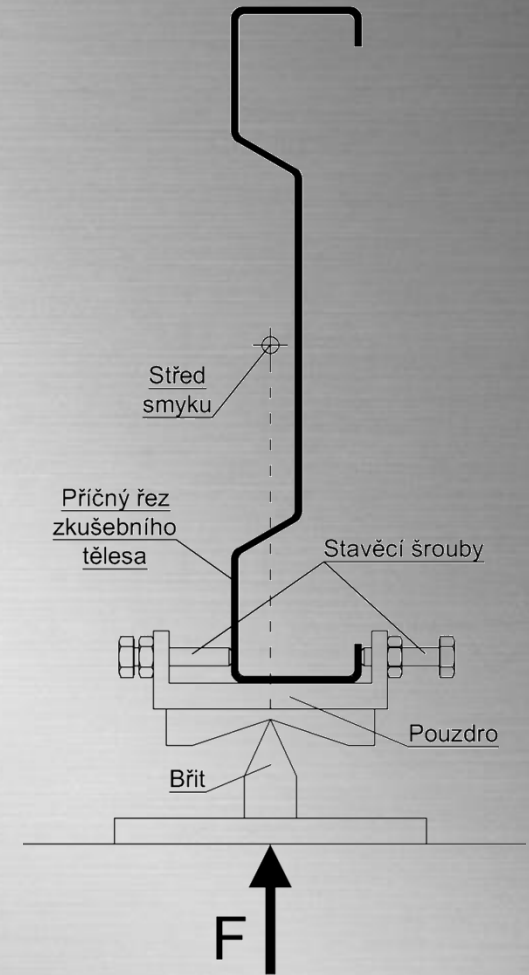 Střed
smyku
Příčný řez
zkušebního
tělesa
Stavěcí šrouby
Pouzdro
Břit
F